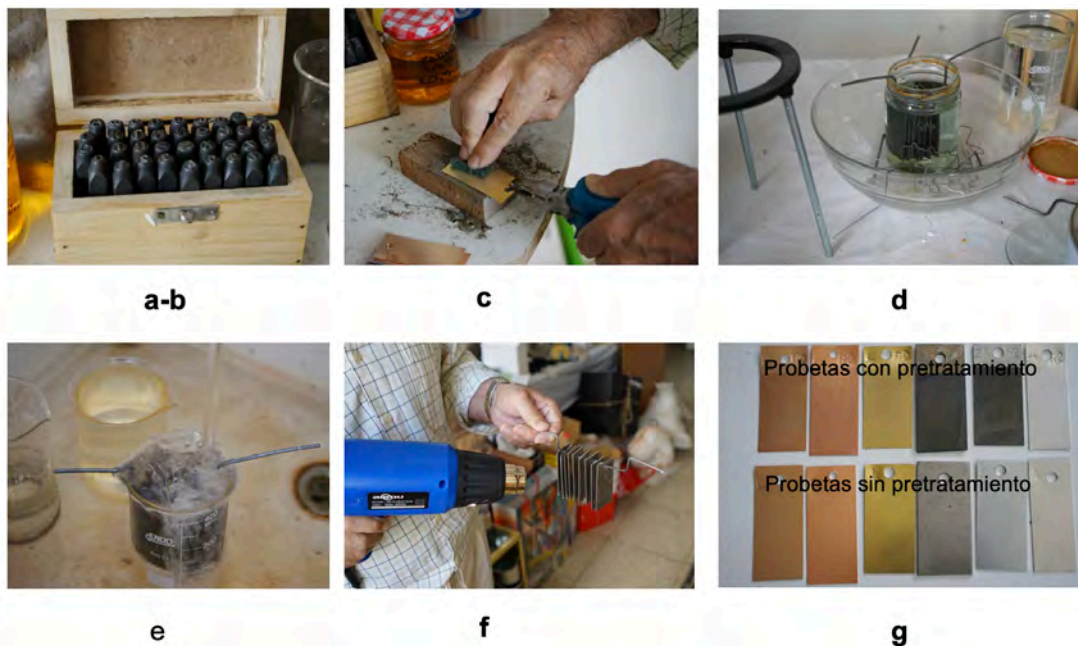 a-b
c
d
e
f
g
Probetas con pretratamiento
Probetas sin pretratamiento